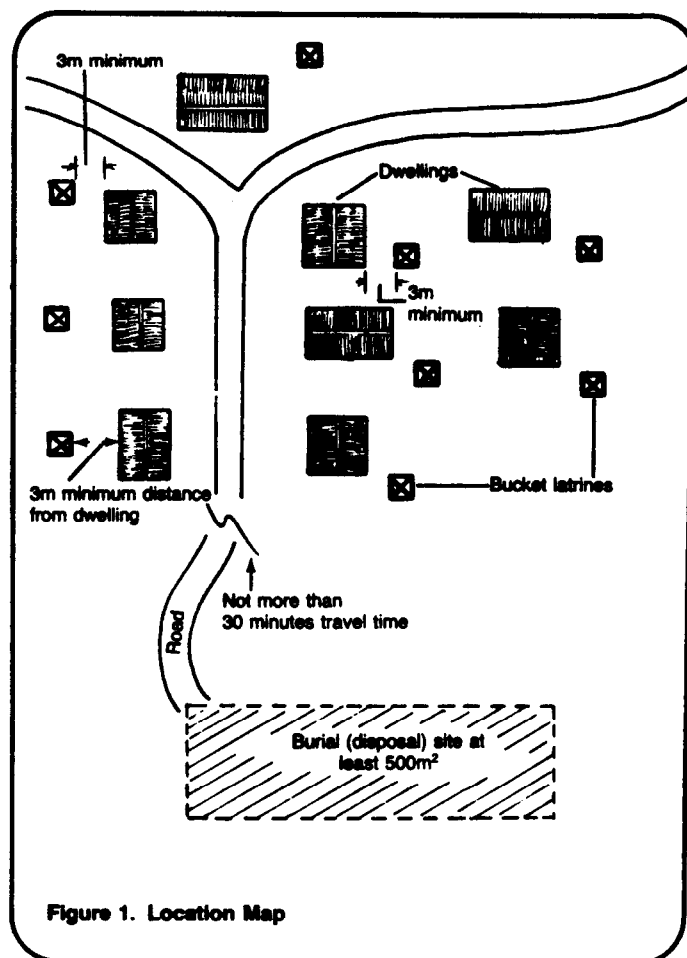 3m minimum
Dwellings
3m
minimum
3m minimum distance
from dwelling
Bucket latrines
Not more than
30 minutes travel time
Road
Burial (disposal) site at
least 500m²
Figure 1. Location Map